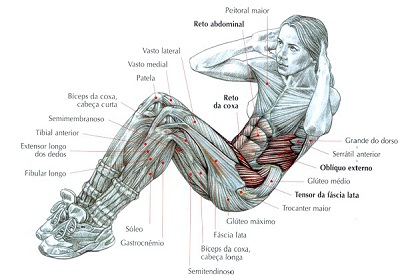 Peitoral maior
Reto abdominal
Vasto lateral
Vasto medial
Patela
Bíceps da coxa,
cabeça curta
Semimembranoso
Tibial anterior
Extensor longo
dos dedos
Fibular longo
Reto
da coxa
Grande do dorso
Serrátil anterior
Oblíquo externo
Glúteo médio
Tensor da fáscia lata
Trocanter maior
Glúteo máximo
Fáscia lata
Bíceps da coxa,
cabeça longa
Semitendinoso
Sóleo
Gastrocnêmio